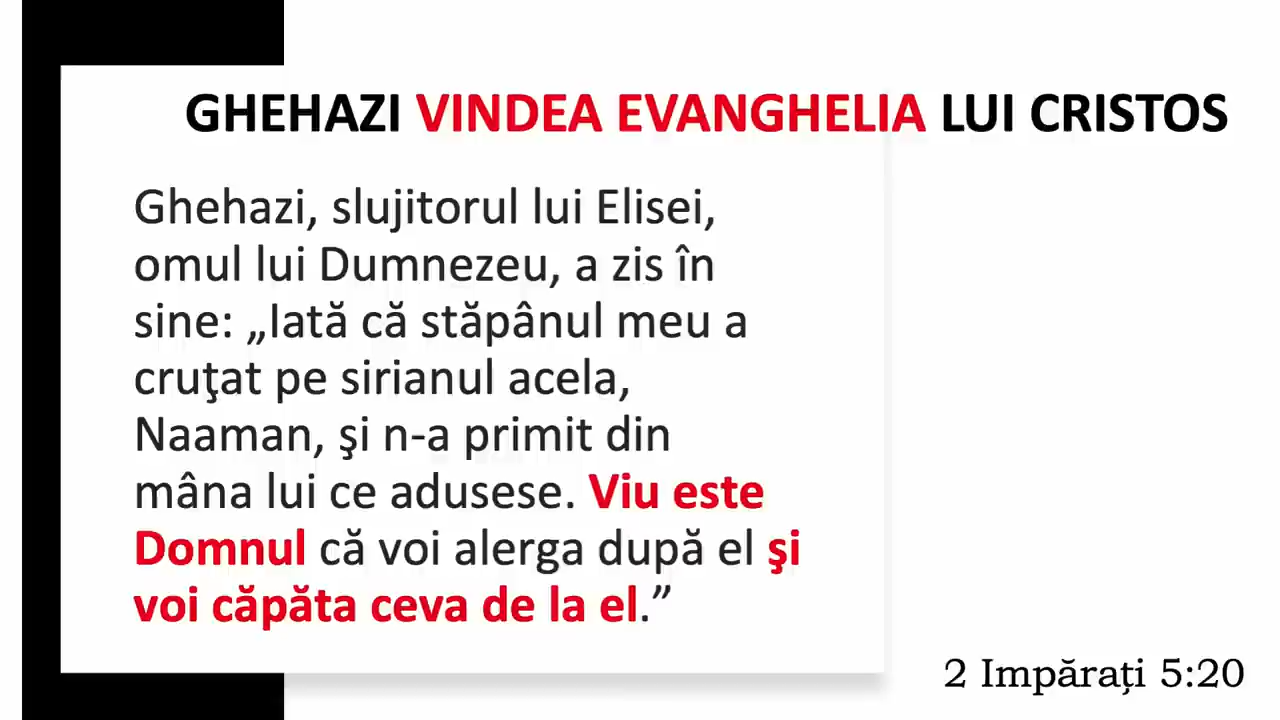 GHEHAZI VINDEA EVANGHELIA LUI CRISTOS
Ghehazi, slujitorul lui Elisei,
omul lui Dumnezeu, a zis în
sine: „Iată că stăpânul meu a
cruţat pe sirianul acela,
Naaman, şi n-a primit din
mâna lui ce adusese. Viu este
Domnul că voi alerga după el şi
voi căpăta ceva de la el.”
2 Impărați 5:20